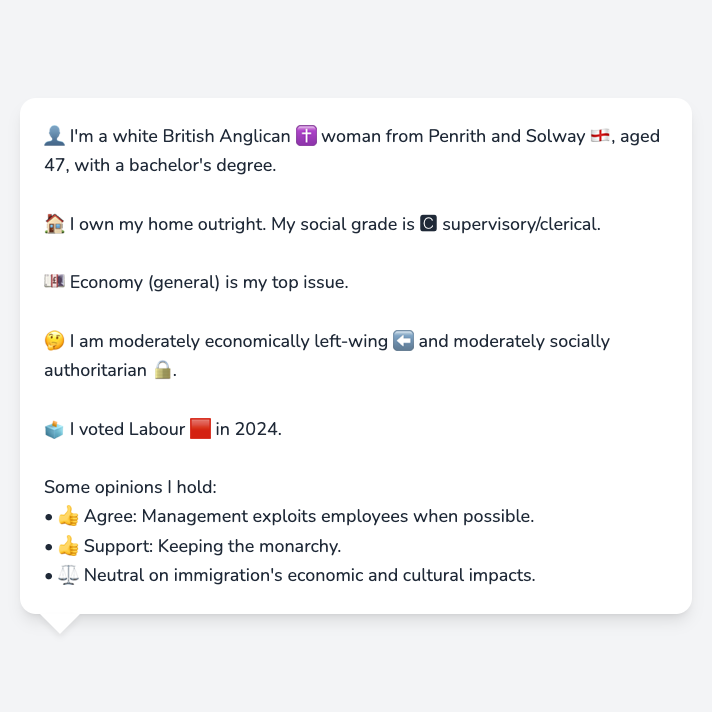 👤 I'm a white British Anglican ✝️ woman from Penrith and Solway 🏴󠁧󠁢󠁥󠁮󠁧󠁿, aged
47, with a bachelor's degree.
🏠 I own my home outright. My social grade is 🅲 supervisory/clerical.
💷 Economy (general) is my top issue.
🤔 I am moderately economically left-wing ⬅️ and moderately socially
authoritarian 🔒.
🗳️ I voted Labour 🟥 in 2024.
Some opinions I hold:
• 👍 Agree: Management exploits employees when possible.
• 👍 Support: Keeping the monarchy.
• ⚖️ Neutral on immigration's economic and cultural impacts.